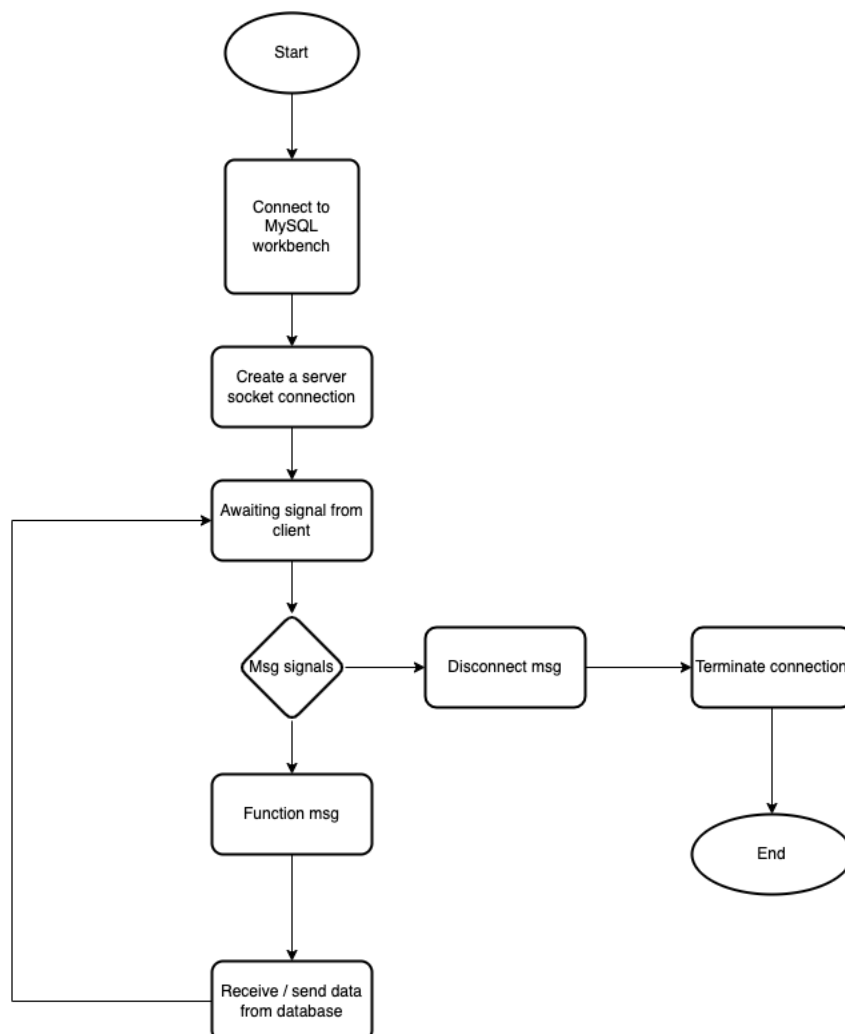 Start
Connect to
MySQL
workbench
Create a server
socket connection
Awaiting signal from
client
Msg signals
Disconnect msg
Terminate connection
Function msg
End
Receive / send data
from database